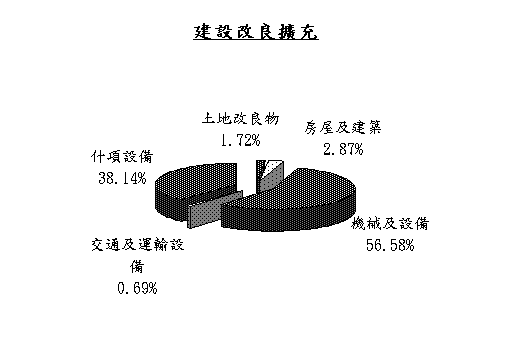 建設改良擴充
土地改良物
1.72%
房屋及建築
2.87%
什項設備
38.14%
機械及設備
56.58%
交通及運輸設
備
0.69%